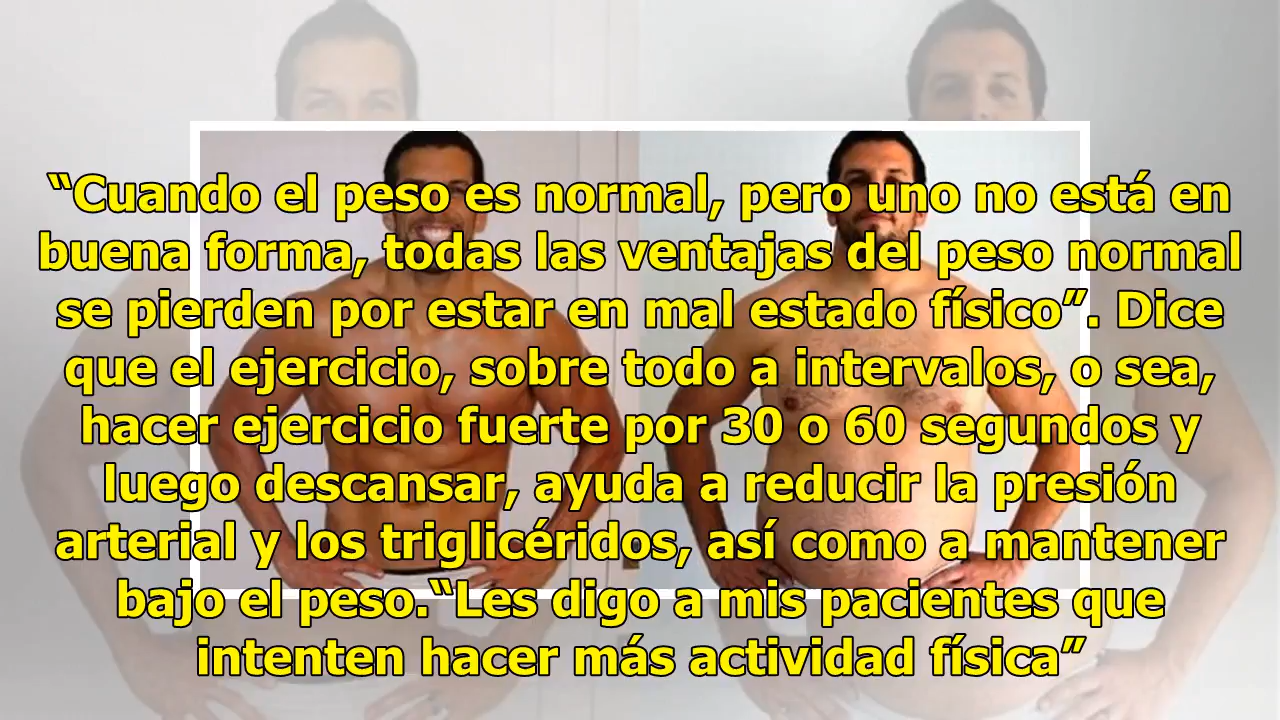 “Cuando el peso es normal, pero uno no está en
buena forma, todas las ventajas del peso normal
se pierden por estar en mal estado físico”. Dice
que el ejercicio, sobre todo a intervalos, o sea,
hacer ejercicio fuerte por 30 o 60 segundos y
luego descansar, ayuda a reducir la presión
arterial y los triglicéridos, así como a mantener
bajo el peso.“Les digo a mis pacientes que
intenten hacer más actividad física”